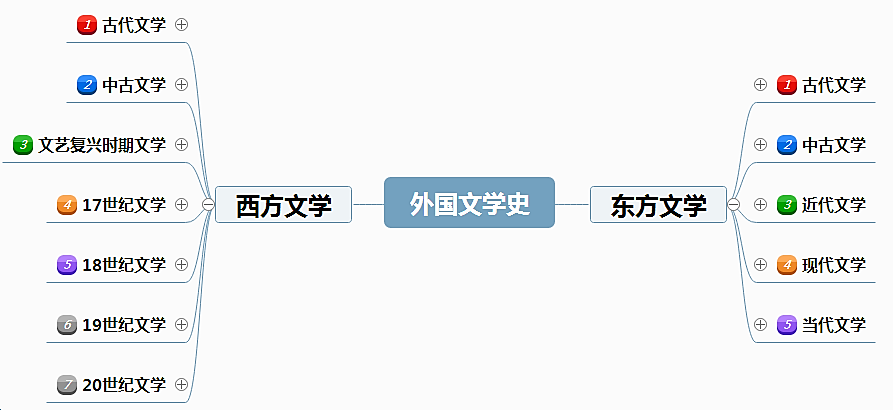 外国文学史
西方文学
1 古代文学
2 中古文学
3 文艺复兴时期文学
4 17世纪文学
5 18世纪文学
6 19世纪文学
7 20世纪文学
东方文学
1 古代文学
2 中古文学
3 近代文学
4 现代文学
5 当代文学